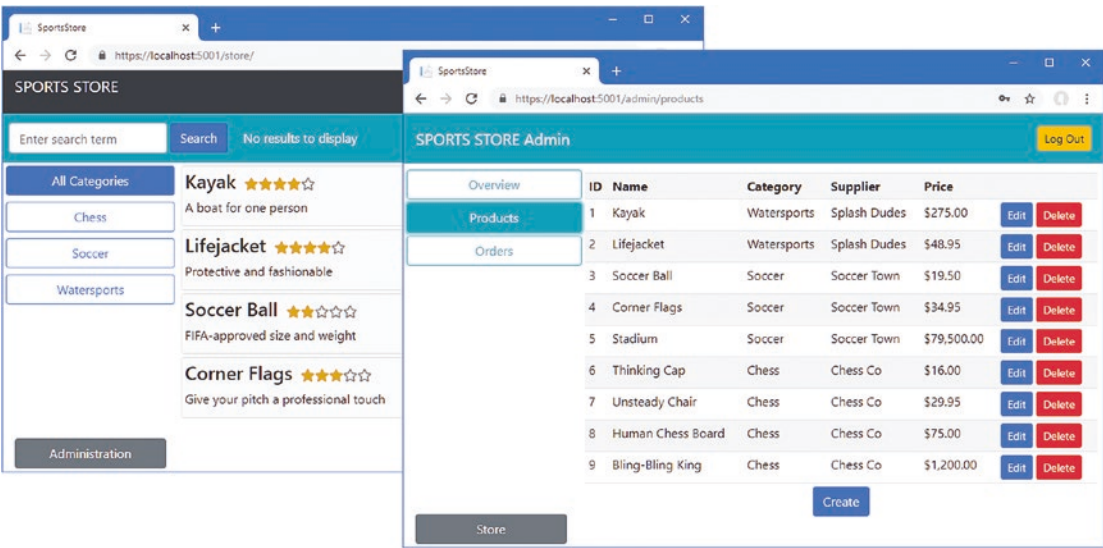 SportsStore
https://localhost:5001/store/
SPORTS STORE
Enter search term
Search
No results to display
All Categories
Chess
Soccer
Watersports
Kayak
A boat for one person
Lifejacket
Protective and fashionable
Soccer Ball
FIFA-approved size and weight
Corner Flags
Give your pitch a professional touch
Administration
SportsStore
https://localhost:5001/admin/products
SPORTS STORE Admin
Log Out
Overview
Products
Orders
ID Name Category Supplier Price
1 Kayak Watersports Splash Dudes $275.00 Edit Delete
2 Lifejacket Watersports Splash Dudes $48.95 Edit Delete
3 Soccer Ball Soccer Soccer Town $19.50 Edit Delete
4 Corner Flags Soccer Soccer Town $34.95 Edit Delete
5 Stadium Soccer Soccer Town $79,500.00 Edit Delete
6 Thinking Cap Chess Chess Co $16.00 Edit Delete
7 Unsteady Chair Chess Chess Co $29.95 Edit Delete
8 Human Chess Board Chess Chess Co $75.00 Edit Delete
9 Bling-Bling King Chess Chess Co $1,200.00 Edit Delete
Create
Store